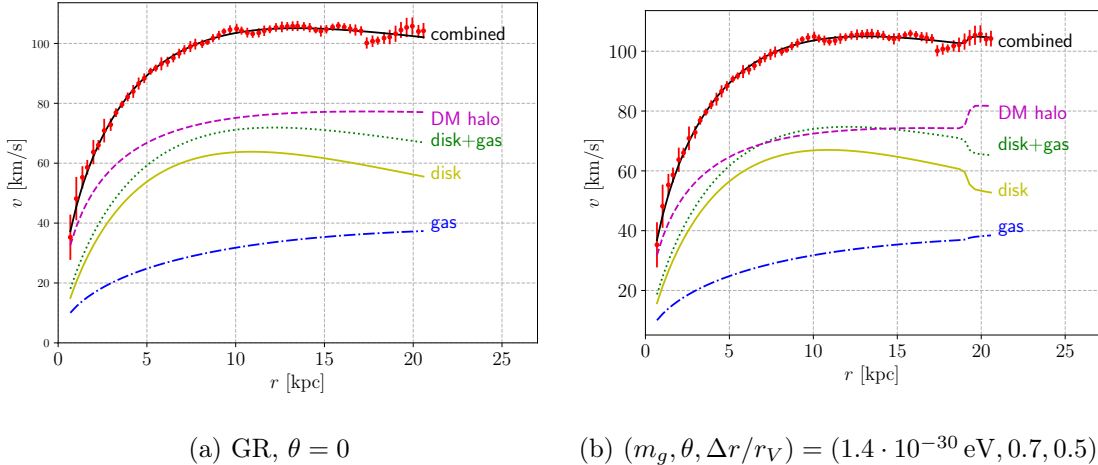 100
80
60
40
20
0
v [km/s]
combined
DM halo
disk+gas
disk
gas
0 5 10 15 20 25
r [kpc]
(a) GR, θ = 0
100
80
60
40
20
v [km/s]
combined
DM halo
disk+gas
disk
gas
0 5 10 15 20 25
r [kpc]
(b) (m_g, θ, Δr/r_V) = (1.4 · 10^{−30} eV, 0.7, 0.5)